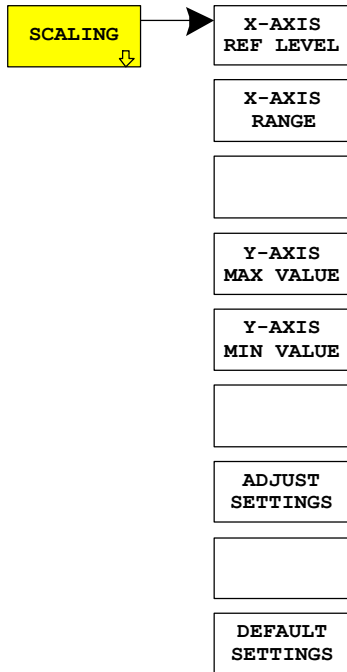 SCALING
X-AXIS
REF LEVEL
X-AXIS
RANGE
Y-AXIS
MAX VALUE
Y-AXIS
MIN VALUE
ADJUST
SETTINGS
DEFAULT
SETTINGS